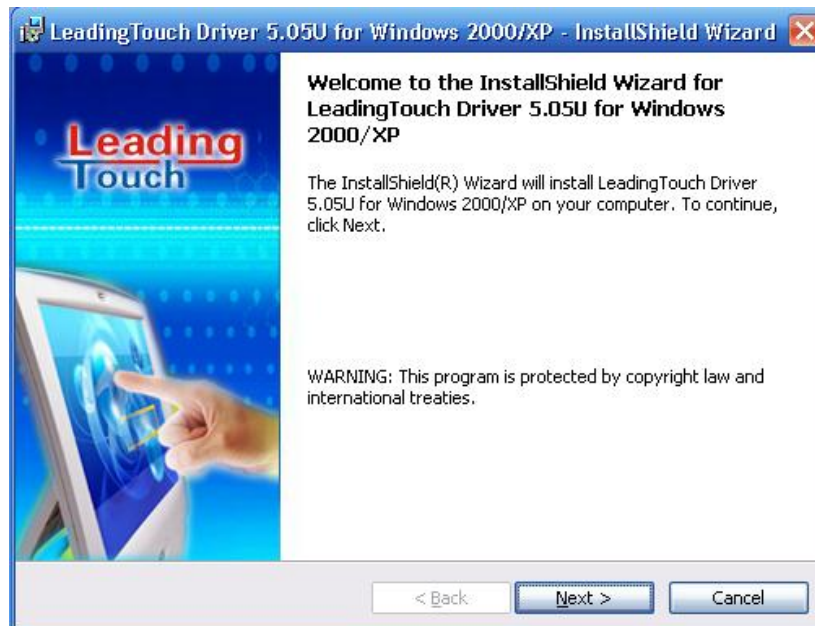 LeadingTouch Driver 5.05U for Windows 2000/XP - InstallShield Wizard
Leading
Touch
Welcome to the InstallShield Wizard for
LeadingTouch Driver 5.05U for Windows
2000/XP
The InstallShield(R) Wizard will install LeadingTouch Driver
5.05U for Windows 2000/XP on your computer. To continue,
click Next.
WARNING: This program is protected by copyright law and
international treaties.
< Back
Next >
Cancel